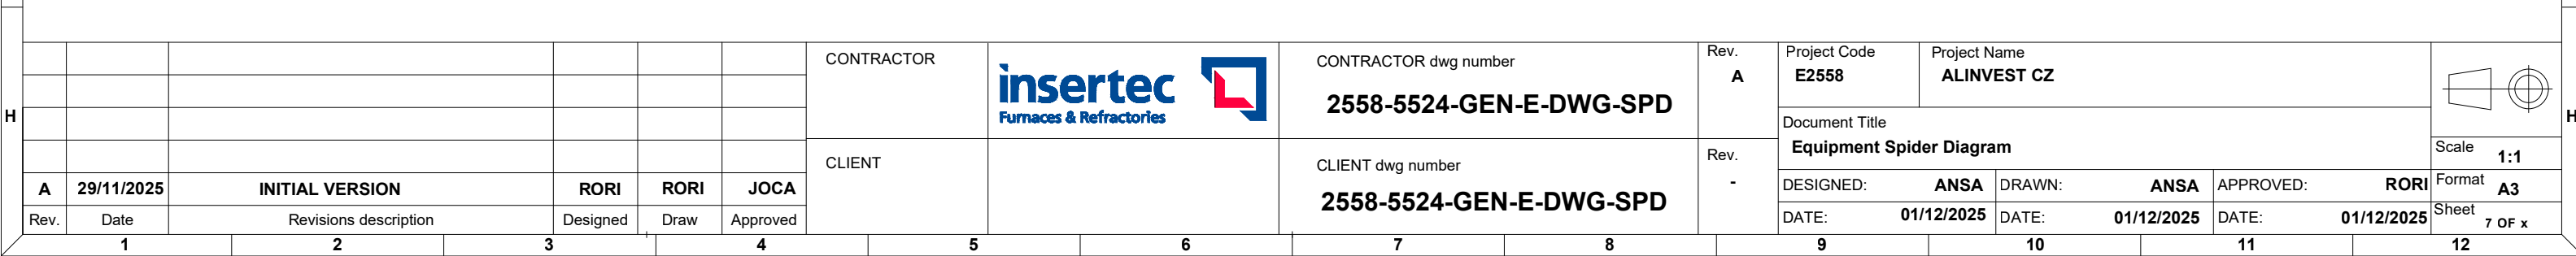 H
A 29/11/2025 INITIAL VERSION RORI RORI JOCA
Rev. Date Revisions description Designed Draw Approved
CONTRACTOR
insertec
Furnaces & Refractories
CONTRACTOR dwg number
2558-5524-GEN-E-DWG-SPD
Rev.
A
CLIENT
CLIENT dwg number
2558-5524-GEN-E-DWG-SPD
Rev.
-
Project Code
E2558
Project Name
ALINVEST CZ
Document Title
Equipment Spider Diagram
DESIGNED: ANSA DRAWN: ANSA APPROVED: RORI
DATE: 01/12/2025 DATE: 01/12/2025 DATE: 01/12/2025
Scale
1:1
Format
A3
Sheet
7 OF x
H
1 2 3 4 5 6 7 8 9 10 11 12